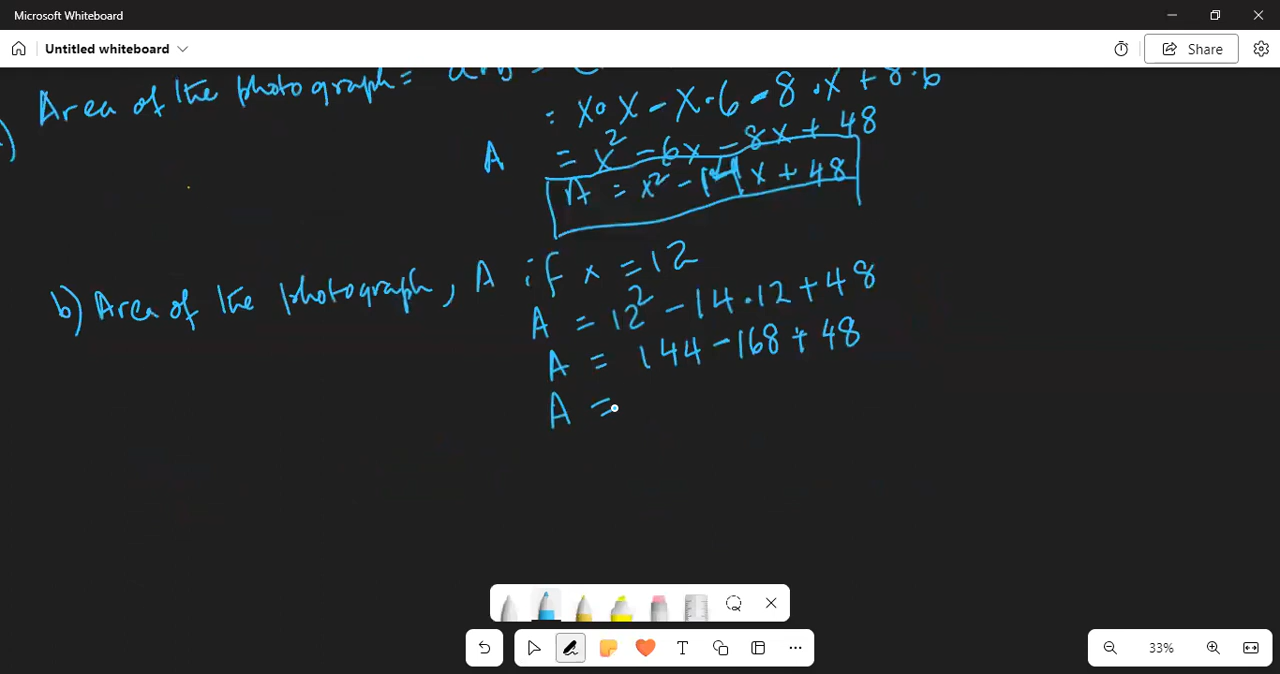 Microsoft Whiteboard
Untitled whiteboard
Share
Area of the photograph =
= x·x - x·6 - 8·x + 8·6
A = x² - 6x - 8x + 48
A = x² - 14x + 48
b) Area of the photograph, A if x = 12
A = 12² - 14·12 + 48
A = 144 - 168 + 48
A =
33%